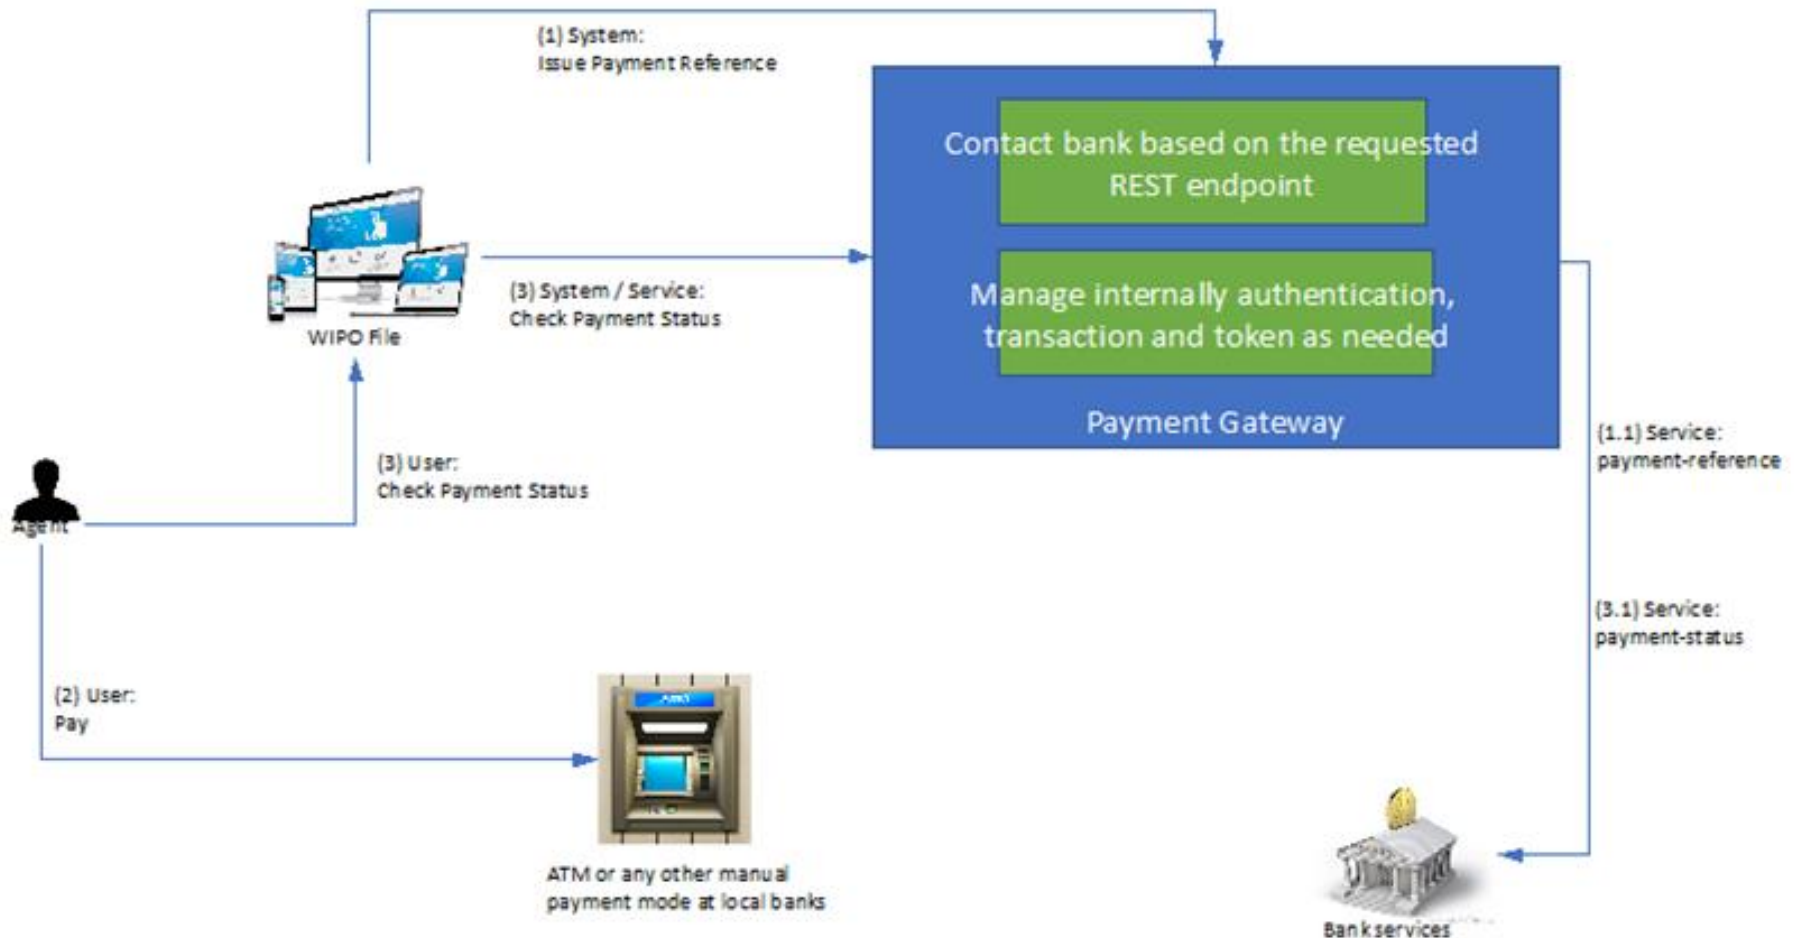 (1) System:
Issue Payment Reference
Contact bank based on the requested
REST endpoint
Manage internally authentication,
transaction and token as needed
Payment Gateway
WIPO File
(3) System / Service:
Check Payment Status
(3) User:
Check Payment Status
Agent
(1.1) Service:
payment-reference
(3.1) Service:
payment-status
(2) User:
Pay
ATM or any other manual
payment mode at local banks
Bank services